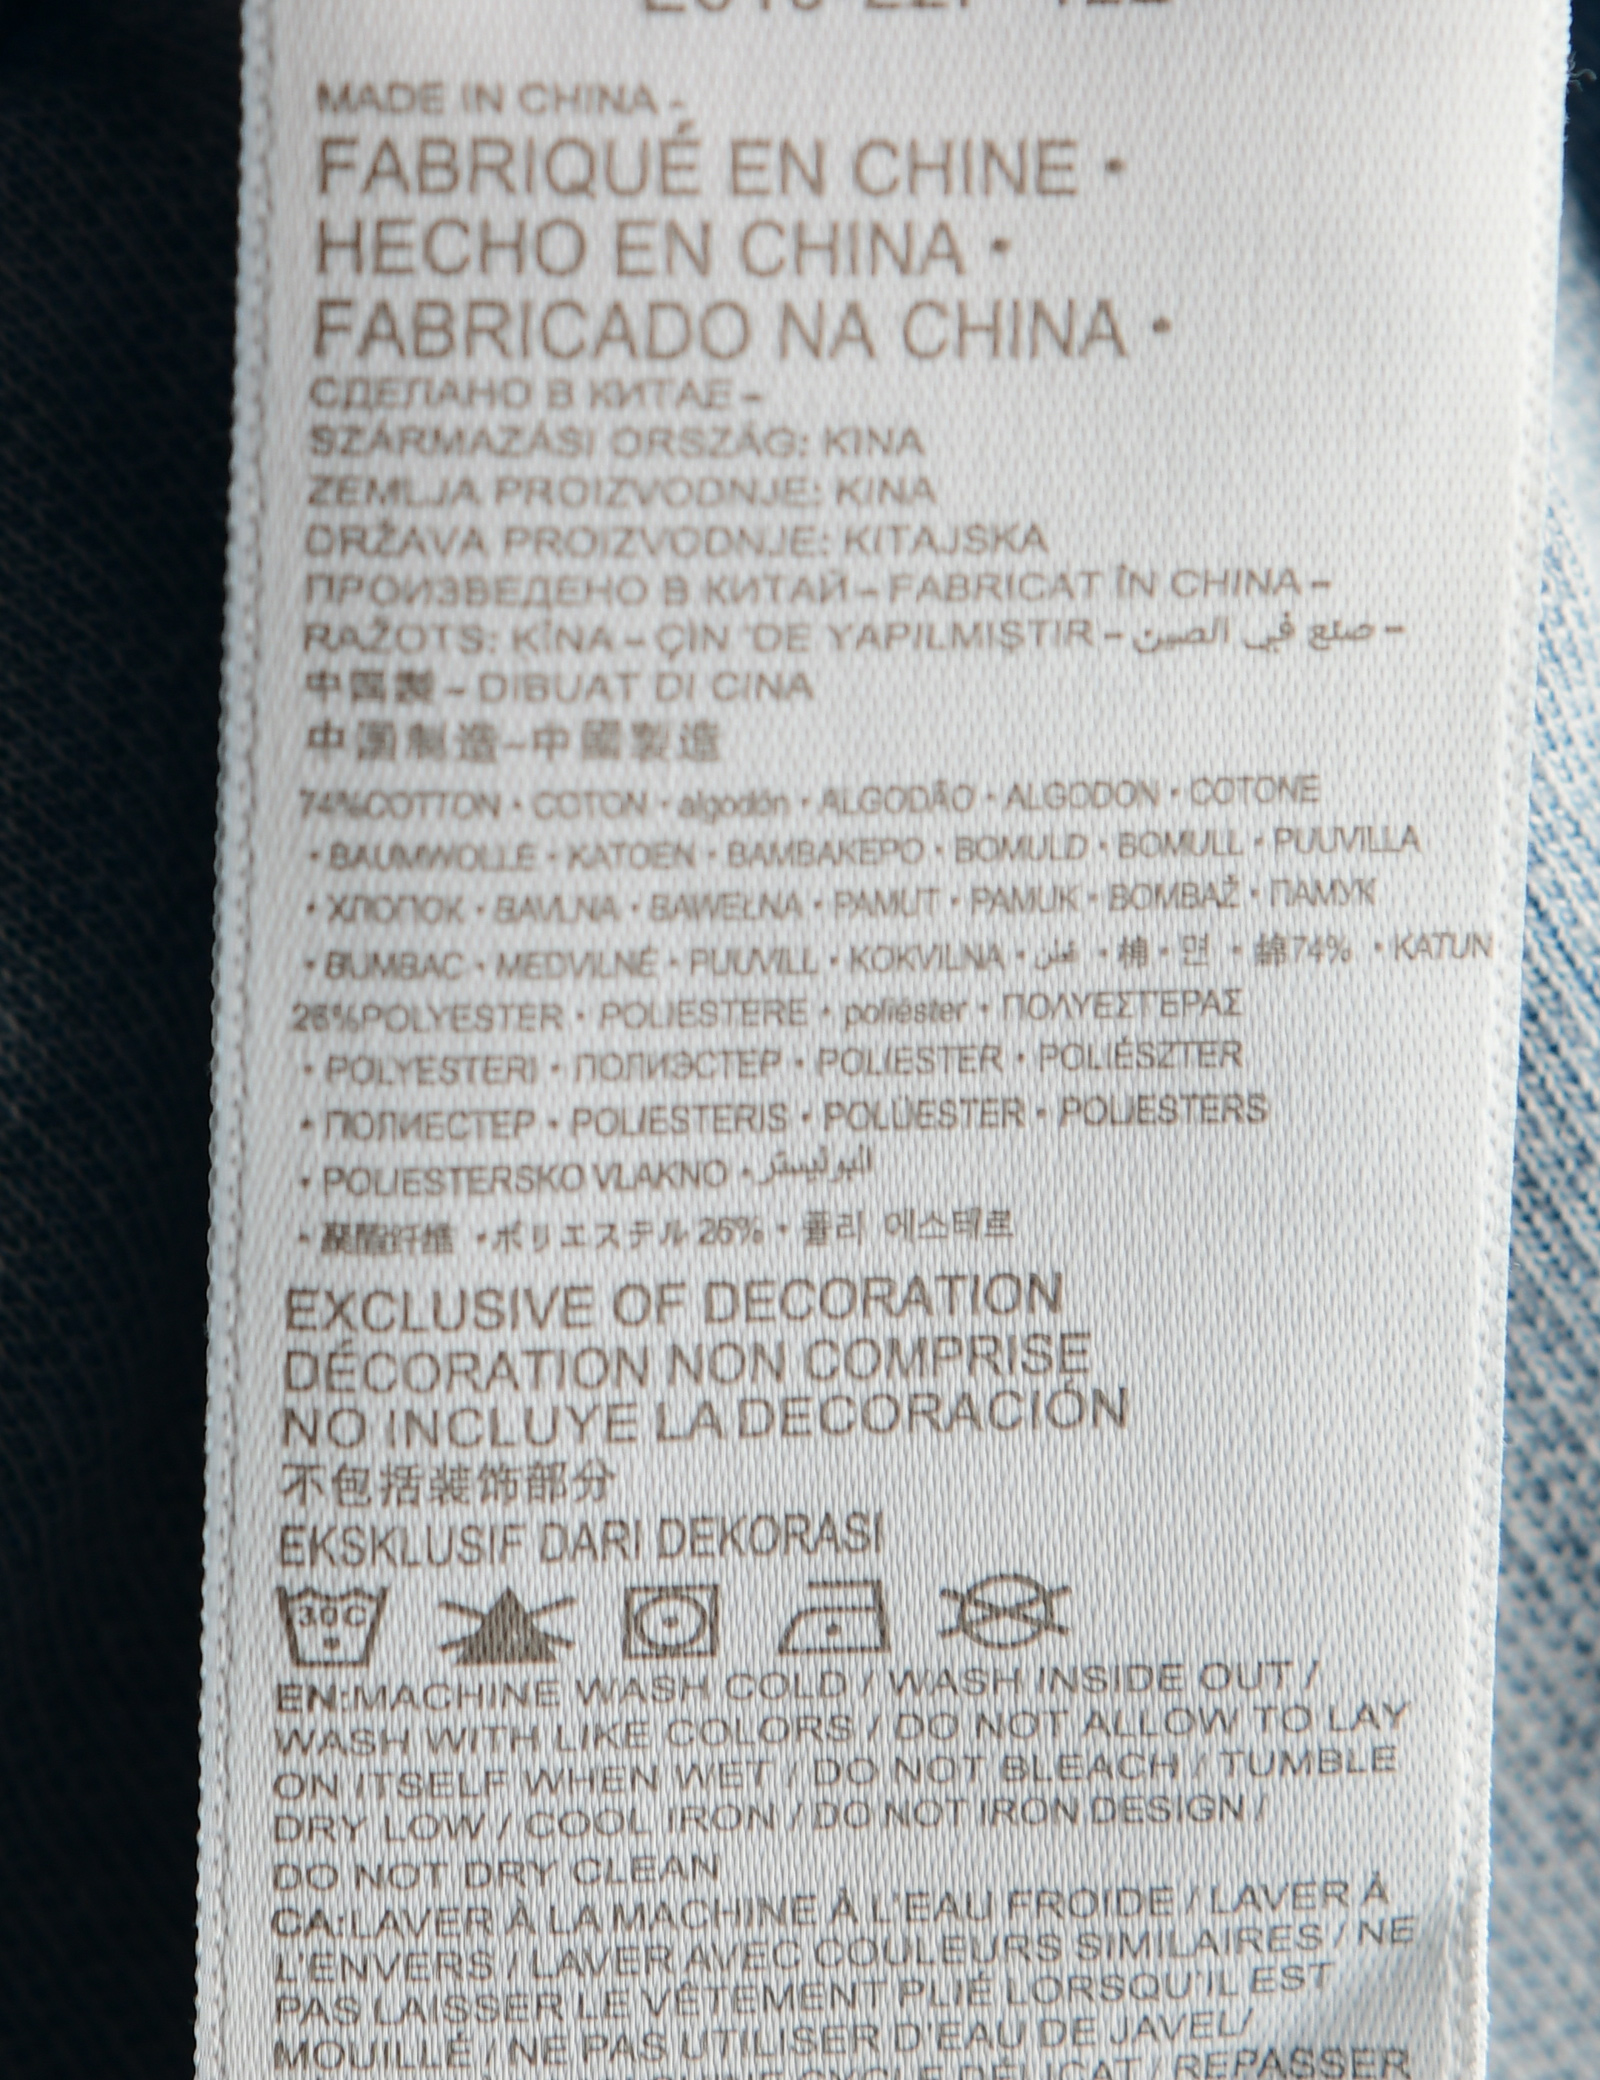 MADE IN CHINA -
FABRIQUÉ EN CHINE •
HECHO EN CHINA •
FABRICADO NA CHINA •
СДЕЛАНО В КИТАЕ –
SZÁRMAZÁSI ORSZÁG: KINA
ZEMLJA PROIZVODNJE: KINA
DRŽAVA PROIZVODNJE: KITAJSKA
ПРОИЗВЕДЕНО В КИТАЙ – FABRICAT ÎN CHINA –
RAŽOTS: ĶĪNA – ÇIN 'DE YAPILMIŞTIR – صنع في الصين –
中国製 – DIBUAT DI CINA
中国制造–中國製造
74%COTTON · COTON · algodón · ALGODÃO · ALGODON · COTONE
· BAUMWOLLE · KATOEN · BAMBAKEPO · BOMULD · BOMULL · PUUVILLA
· ХЛОПОК · BAVLNA · BAWEŁNA · PAMUT · PAMUK · BOMBAŽ · ПАМУК
· BUMBAC · MEDVILNÉ · PUUVILL · KOKVILNA · قطن · 棉 · 면 · 綿74% · KATUN
26%POLYESTER · POLIESTERE · poliéster · ΠΟΛΥΕΣΤΕΡΑΣ
· POLYESTERI · ПОЛИЭСТЕР · POLIESTER · POLIÉSZTER
· ПОЛИЕСТЕР · POLIESTERIS · POLÜESTER · POLIESTERS
· POLIESTERSKO VLAKNO · البوليستر
· 聚酯纤维 · ポリエステル 26% · 폴리 에스테르
EXCLUSIVE OF DECORATION
DÉCORATION NON COMPRISE
NO INCLUYE LA DECORACIÓN
不包括装饰部分
EKSKLUSIF DARI DEKORASI
30C
EN:MACHINE WASH COLD / WASH INSIDE OUT /
WASH WITH LIKE COLORS / DO NOT ALLOW TO LAY
ON ITSELF WHEN WET / DO NOT BLEACH / TUMBLE
DRY LOW / COOL IRON / DO NOT IRON DESIGN /
DO NOT DRY CLEAN
CA:LAVER À LA MACHINE À L'EAU FROIDE / LAVER À
L'ENVERS / LAVER AVEC COULEURS SIMILAIRES / NE
PAS LAISSER LE VÊTEMENT PLIÉ LORSQU'IL EST
MOUILLÉ / NE PAS UTILISER D'EAU DE JAVEL/
CYCLE DÉLICAT / REPASSER